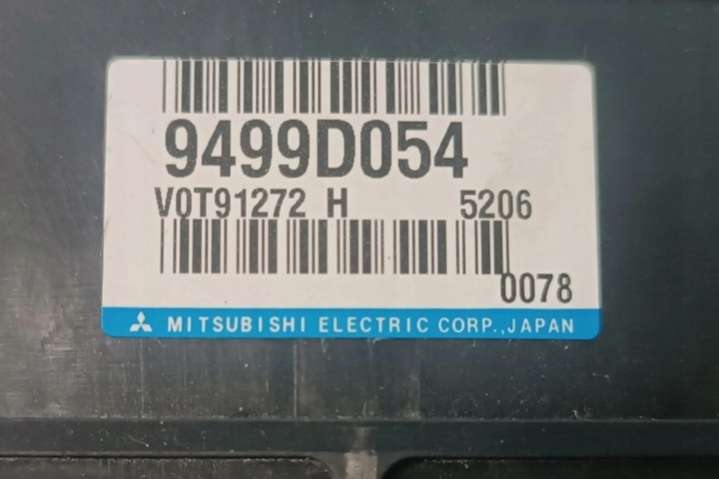 9499D054
V0T91272 H 5206
0078
MITSUBISHI ELECTRIC CORP.,JAPAN